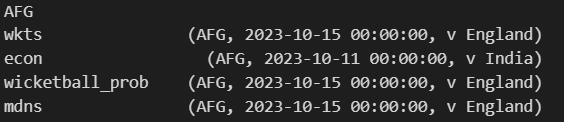 AFG
wkts (AFG, 2023-10-15 00:00:00, v England)
econ (AFG, 2023-10-11 00:00:00, v India)
wicketball_prob (AFG, 2023-10-15 00:00:00, v England)
mdns (AFG, 2023-10-15 00:00:00, v England)